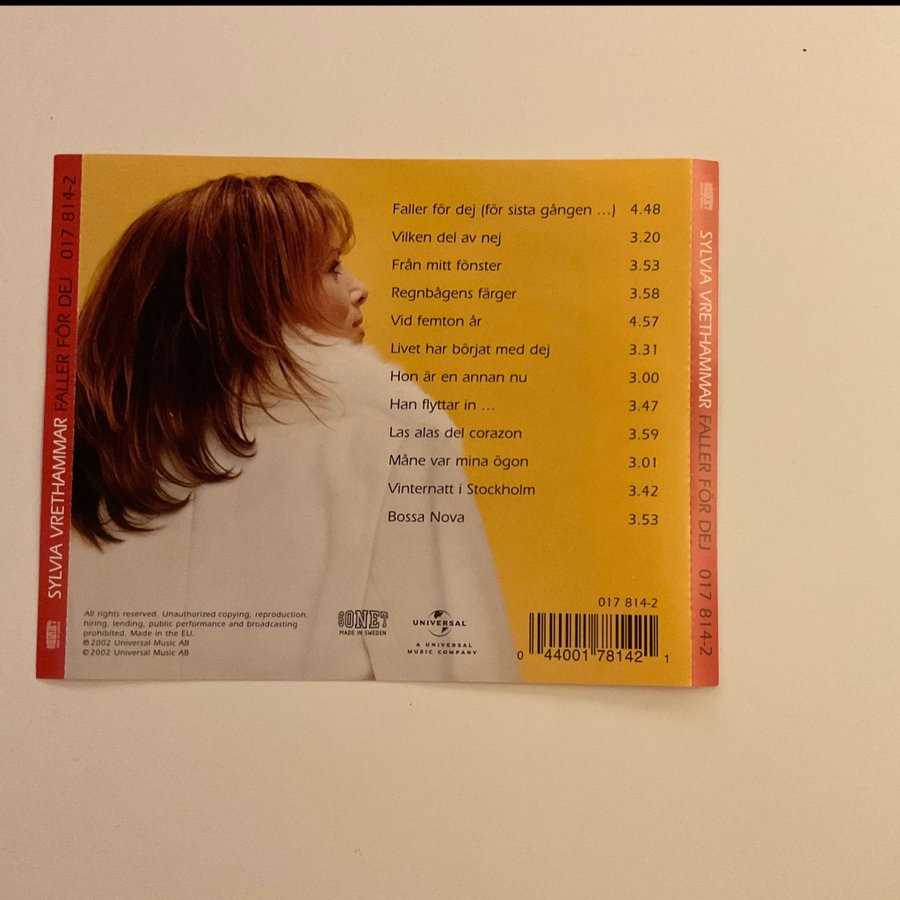 SYLVIA VRETHAMMAR FALLER FÖR DEJ 017 814-2
Faller för dej (för sista gången ...) 4.48
Vilken del av nej 3.20
Från mitt fönster 3.53
Regnbågens färger 3.58
Vid femton år 4.57
Livet har börjat med dej 3.31
Hon är en annan nu 3.00
Han flyttar in ... 3.47
Las alas del corazon 3.59
Måne var mina ögon 3.01
Vinternatt i Stockholm 3.42
Bossa Nova 3.53
All rights reserved. Unauthorized copying, reproduction,
hiring, lending, public performance and broadcasting
prohibited. Made in the EU.
℗ 2002 Universal Music AB
© 2002 Universal Music AB
SONET
MADE IN SWEDEN
UNIVERSAL
A UNIVERSAL
MUSIC COMPANY
017 814-2
0 44001 78142 1
SYLVIA VRETHAMMAR FALLER FÖR DEJ 017 814-2